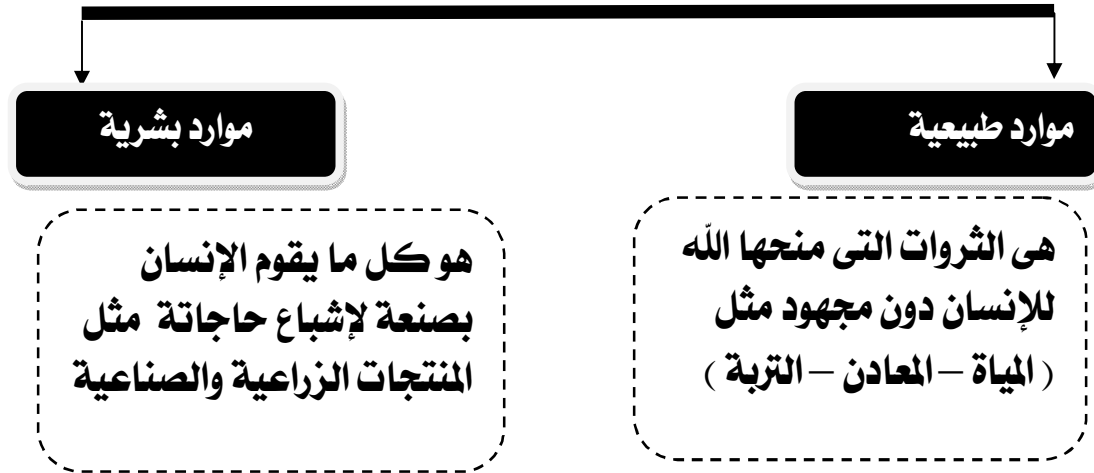 موارد طبيعية
هى الثروات التى منحها الله
للإنسان دون مجهود مثل
( المياة – المعادن – التربة )
موارد بشرية
هو كل ما يقوم الإنسان
بصنعة لإشباع حاجاتة مثل
المنتجات الزراعية والصناعية